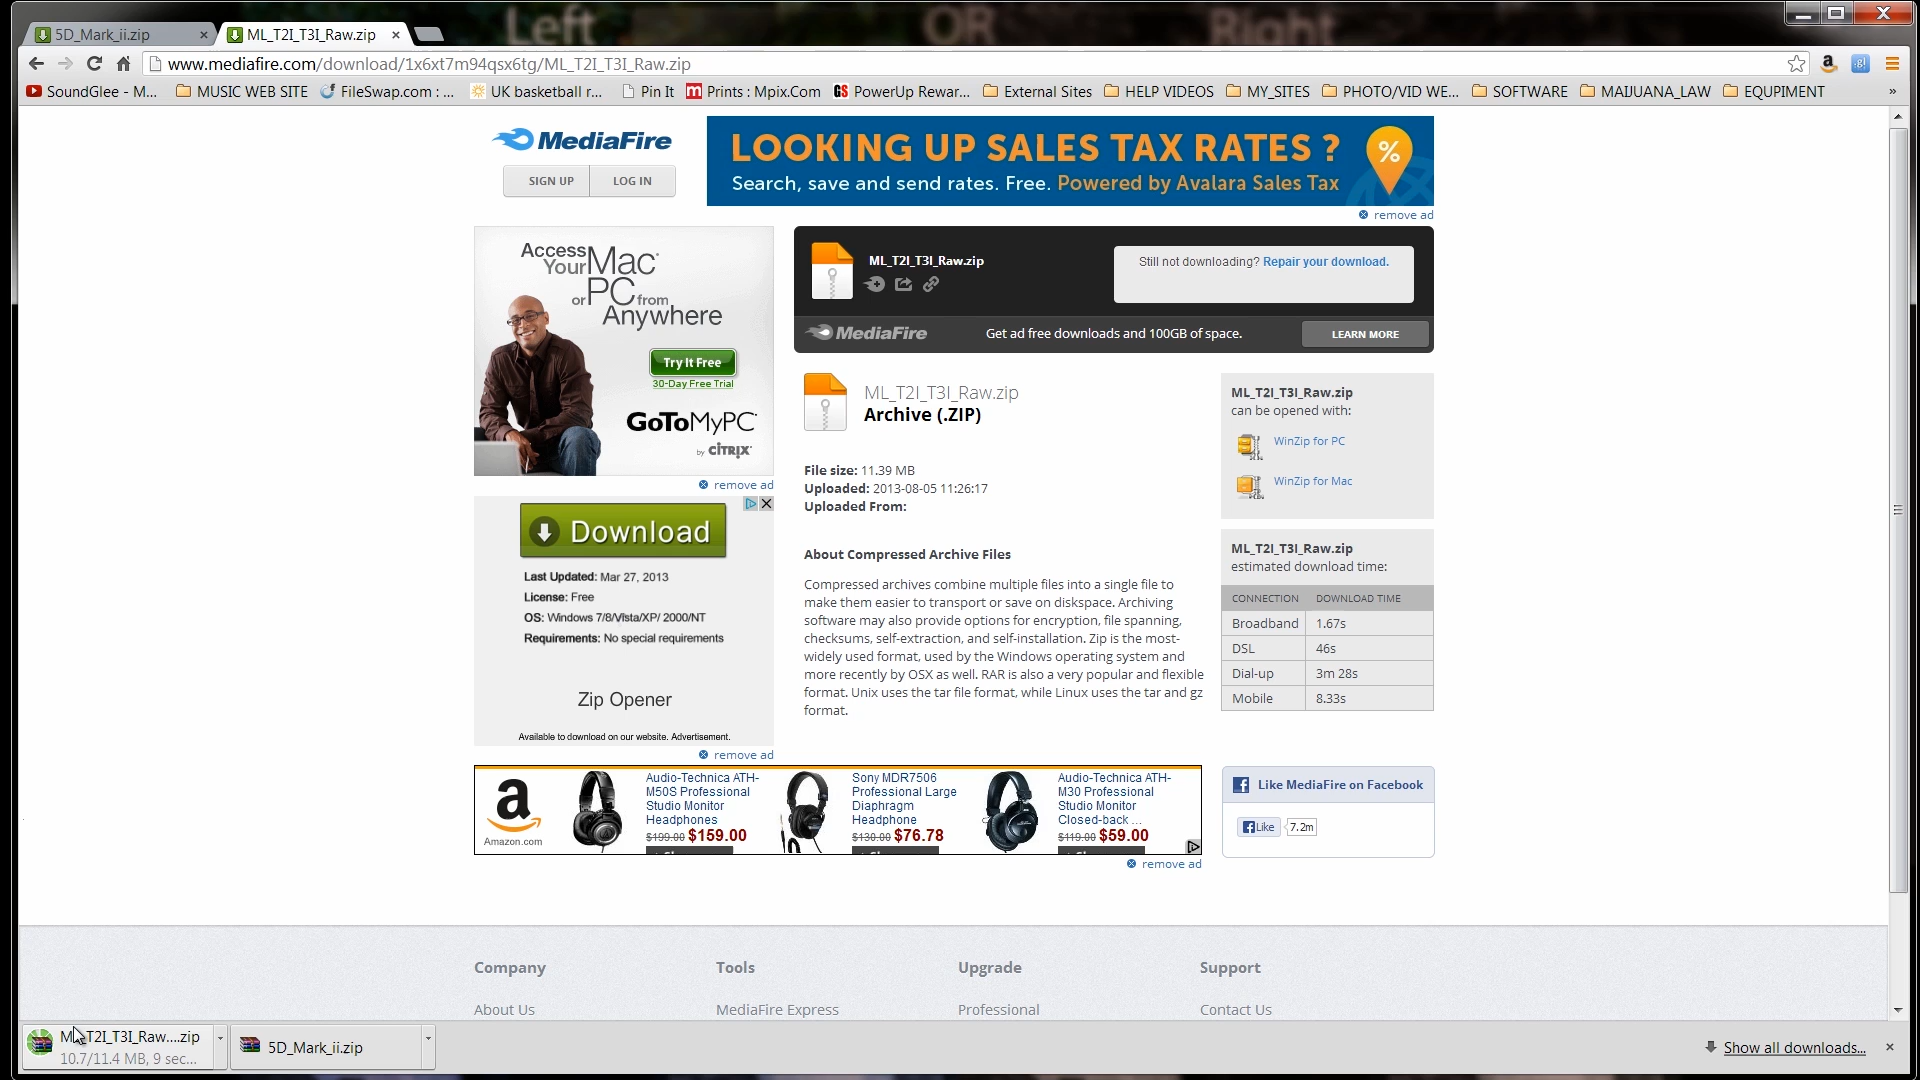 Left OR Right
5D_Mark_ii.zip
ML_T2I_T3I_Raw.zip
www.mediafire.com/download/1x6xt7m94qsx6tg/ML_T2I_T3I_Raw.zip
SoundGlee - M...
MUSIC WEB SITE
FileSwap.com : ...
UK basketball r...
Pin It
Prints : Mpix.Com
PowerUp Rewar...
External Sites
HELP VIDEOS
MY_SITES
PHOTO/VID WE...
SOFTWARE
MAIJUANA_LAW
EQUPIMENT
»
MediaFire
SIGN UP
LOG IN
LOOKING UP SALES TAX RATES ?
Search, save and send rates. Free. Powered by Avalara Sales Tax
%
remove ad
Access
Your Mac
or PC from
Anywhere
Try It Free
30-Day Free Trial
GoToMyPC
by CITRIX
remove ad
ML_T2I_T3I_Raw.zip
Still not downloading? Repair your download.
MediaFire
Get ad free downloads and 100GB of space.
LEARN MORE
ML_T2I_T3I_Raw.zip
Archive (.ZIP)
File size: 11.39 MB
Uploaded: 2013-08-05 11:26:17
Uploaded From:
About Compressed Archive Files
Compressed archives combine multiple files into a single file to
make them easier to transport or save on diskspace. Archiving
software may also provide options for encryption, file spanning,
checksums, self-extraction, and self-installation. Zip is the most-
widely used format, used by the Windows operating system and
more recently by OSX as well. RAR is also a very popular and flexible
format. Unix uses the tar file format, while Linux uses the tar and gz
format.
ML_T2I_T3I_Raw.zip
can be opened with:
WinZip for PC
WinZip for Mac
ML_T2I_T3I_Raw.zip
estimated download time:
CONNECTION DOWNLOAD TIME
Broadband 1.67s
DSL 46s
Dial-up 3m 28s
Mobile 8.33s
Download
Last Updated: Mar 27, 2013
License: Free
OS: Windows 7/8/Vista/XP/ 2000/NT
Requirements: No special requirements
Zip Opener
Available to download on our website. Advertisement.
remove ad
a
Amazon.com
Audio-Technica ATH-
M50S Professional
Studio Monitor
Headphones
$199.00 $159.00
Sony MDR7506
Professional Large
Diaphragm
Headphone
$130.00 $76.78
Audio-Technica ATH-
M30 Professional
Studio Monitor
Closed-back ...
$119.00 $59.00
remove ad
Like MediaFire on Facebook
Like
7.2m
Company
Tools
Upgrade
Support
About Us
MediaFire Express
Professional
Contact Us
10.7/11.4 MB, 9 sec...
5D_Mark_ii.zip
Show all downloads...